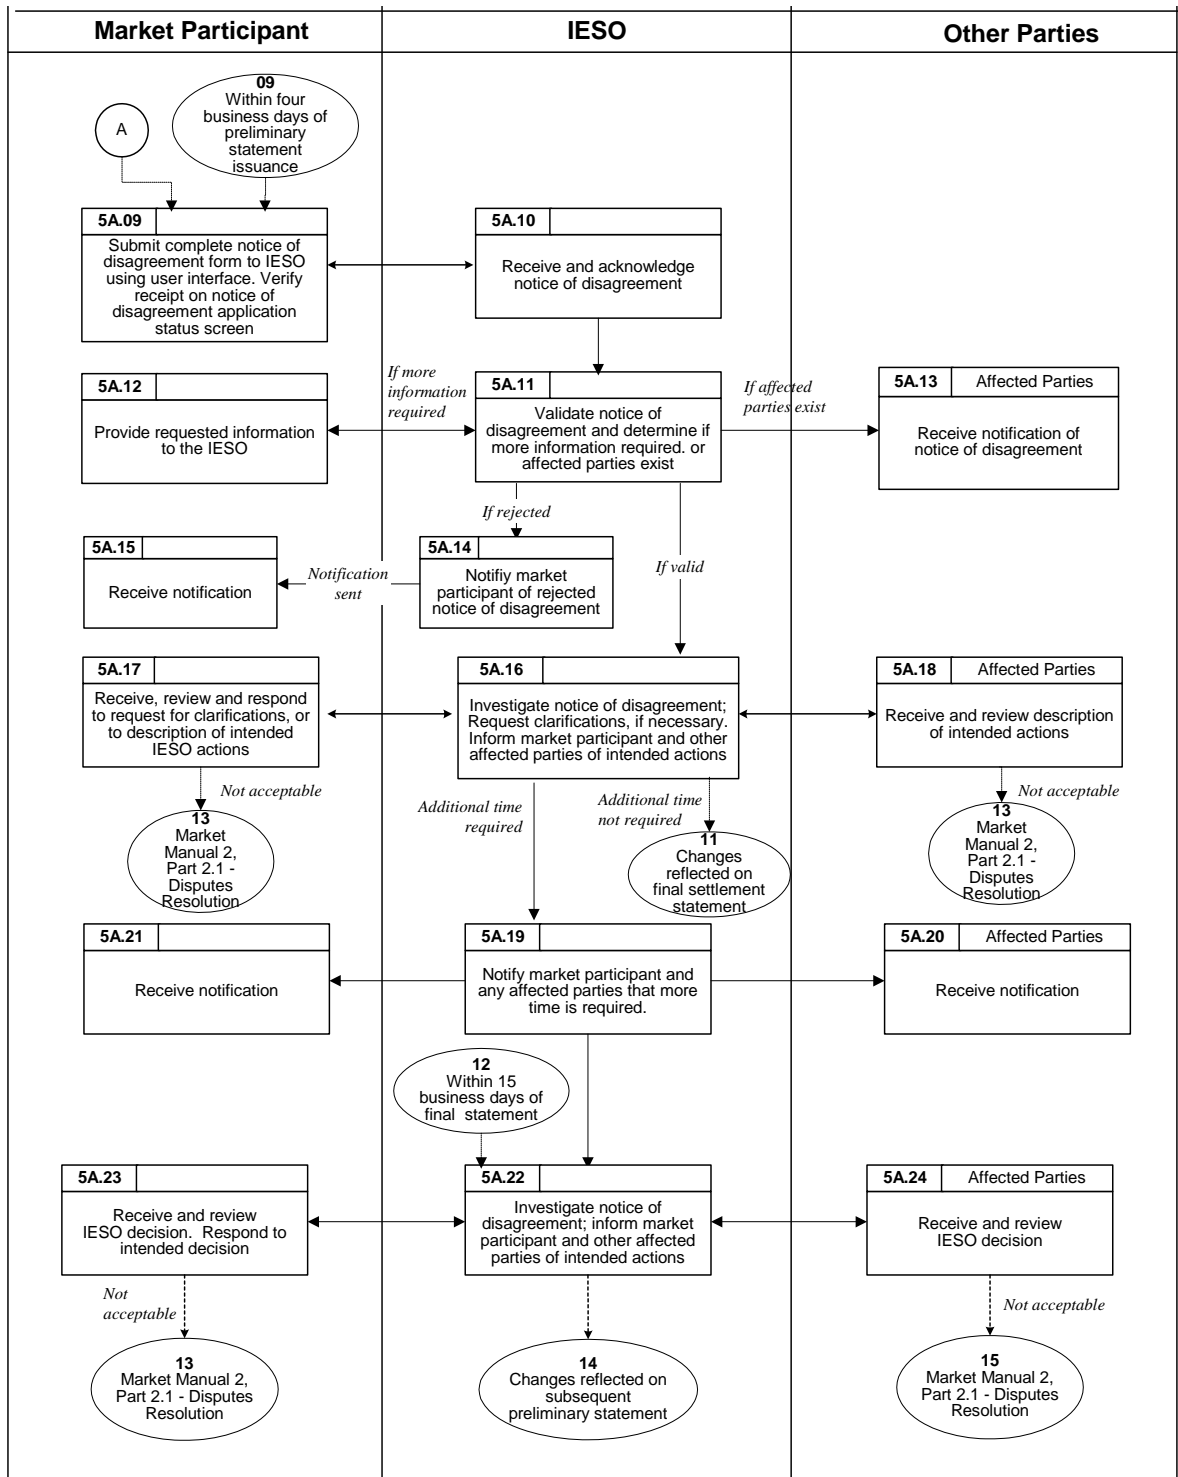 Market Participant
IESO
Other Parties
A
09
Within four
business days of
preliminary
statement
issuance
5A.09
Submit complete notice of
disagreement form to IESO
using user interface. Verify
receipt on notice of
disagreement application
status screen
5A.10
Receive and acknowledge
notice of disagreement
5A.12
Provide requested information
to the IESO
If more
information
required
5A.11
Validate notice of
disagreement and determine if
more information required. or
affected parties exist
If affected
parties exist
5A.13
Affected Parties
Receive notification of
notice of disagreement
If rejected
If valid
5A.15
Receive notification
Notification
sent
5A.14
Notifiy market
participant of rejected
notice of disagreement
5A.17
Receive, review and respond
to request for clarifications, or
to description of intended
IESO actions
5A.16
Investigate notice of disagreement;
Request clarifications, if necessary.
Inform market participant and other
affected parties of intended actions
5A.18
Affected Parties
Receive and review description
of intended actions
Not acceptable
13
Market
Manual 2,
Part 2.1 -
Disputes
Resolution
Additional time
required
Additional time
not required
11
Changes
reflected on
final settlement
statement
Not acceptable
13
Market
Manual 2,
Part 2.1 -
Disputes
Resolution
5A.21
Receive notification
5A.19
Notify market participant and
any affected parties that more
time is required.
5A.20
Affected Parties
Receive notification
12
Within 15
business days of
final statement
5A.23
Receive and review
IESO decision. Respond to
intended decision
5A.22
Investigate notice of
disagreement; inform market
participant and other affected
parties of intended actions
5A.24
Affected Parties
Receive and review
IESO decision
Not
acceptable
Not acceptable
13
Market Manual 2,
Part 2.1 - Disputes
Resolution
14
Changes reflected on
subsequent
preliminary statement
15
Market Manual 2,
Part 2.1 - Disputes
Resolution